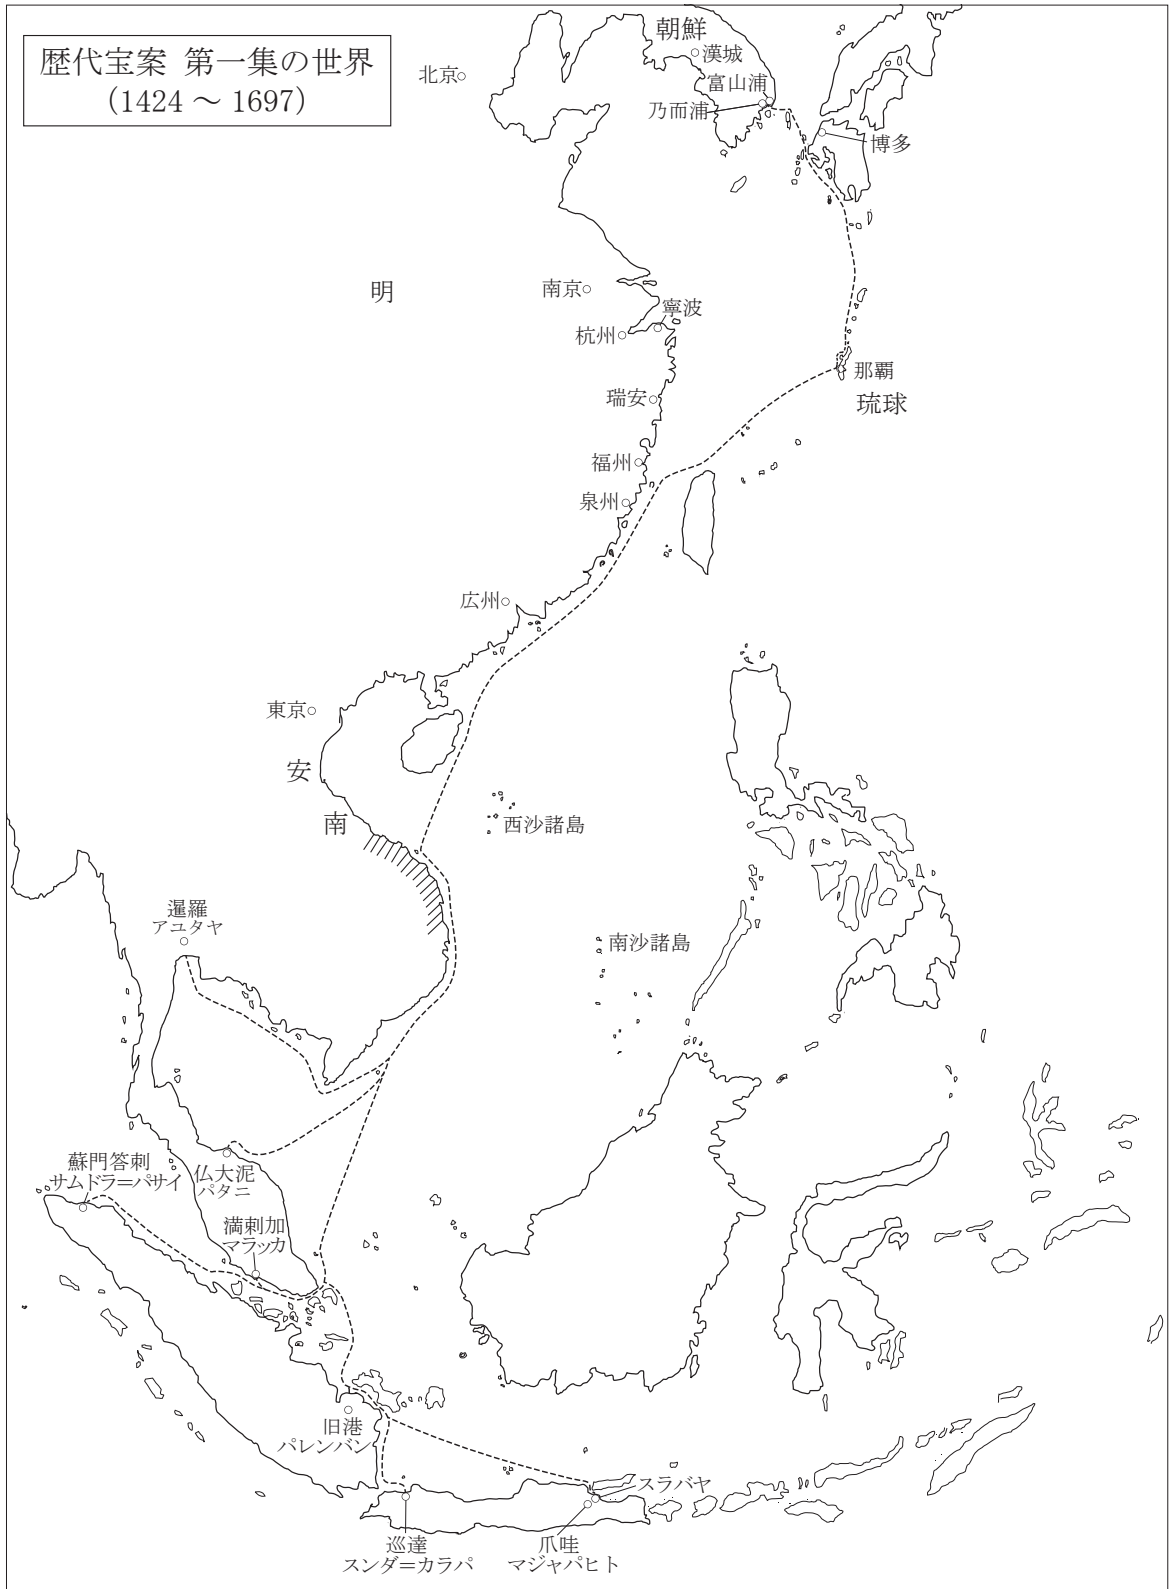 歴代宝案 第一集の世界
(1424 〜 1697)
朝鮮
漢城
北京
富山浦
乃而浦
博多
明
南京
寧波
杭州
那覇
瑞安
琉球
福州
泉州
広州
東京
安
南
西沙諸島
暹羅
アユタヤ
南沙諸島
蘇門答刺
サムドラ=パサイ
仏大泥
パタニ
満刺加
マラッカ
旧港
パレンバン
スラバヤ
巡達
スンダ=カラパ
爪哇
マジャパヒト